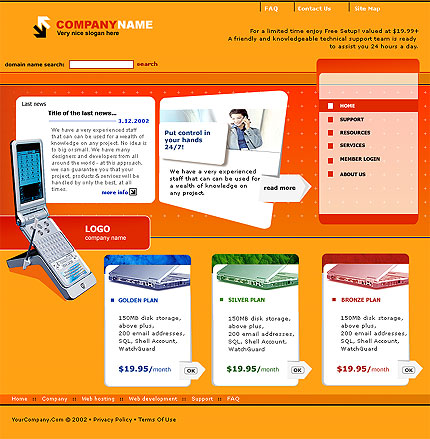 FAQ
Contact Us
Site Map
COMPANYNAME
Very nice slogan here
For a limited time enjoy Free Setup! valued at $19.99+
A friendly and knowledgeable technical support team is ready
to assist you 24 hours a day.
domain name search:
search
Last news
Title of the last news...
3.12.2002
We have a very experienced staff
that can can be used for a wealth
of knowledge on any project. No idea is
to big or small. We have many
designers and developers from all
around the world - at this approach,
we can guarantee you that your
project, products & services will be
handled by only the best, at all
times.
more info
Put control in
your hands
24/7!
We have a very experienced
staff that can can be used for
a wealth of knowledge on
any project.
read more
HOME
SUPPORT
RESOURCES
SERVICES
MEMBER LOGIN
ABOUT US
LOGO
company name
GOLDEN PLAN
150MB disk storage,
above plus,
200 email addresses,
SQL, Shell Account,
WatchGuard
$19.95/month
OK
SILVER PLAN
150MB disk storage,
above plus,
200 email addresses,
SQL, Shell Account,
WatchGuard
$19.95/month
OK
BRONZE PLAN
150MB disk storage,
above plus,
200 email addresses,
SQL, Shell Account,
WatchGuard
$19.95/month
OK
Home :: Company :: Web hosting :: Web development :: Support :: FAQ
YourCompany.Com © 2002 • Privacy Policy • Terms Of Use